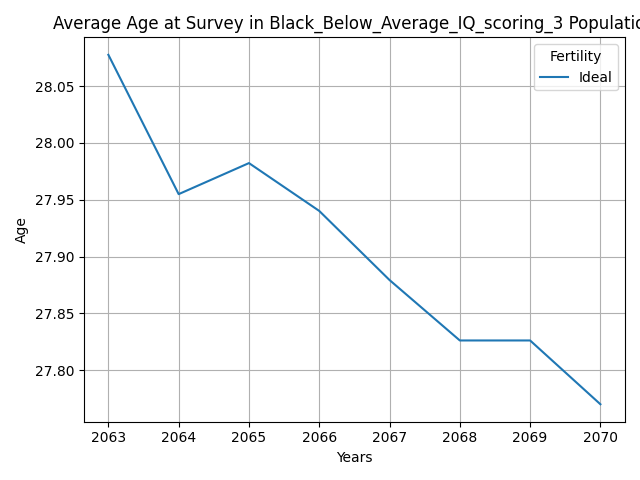 Average Age at Survey in Black_Below_Average_IQ_scoring_3 Populatio
Fertility
Ideal
28.05
28.00
27.95
27.90
27.85
27.80
Age
2063 2064 2065 2066 2067 2068 2069 2070
Years